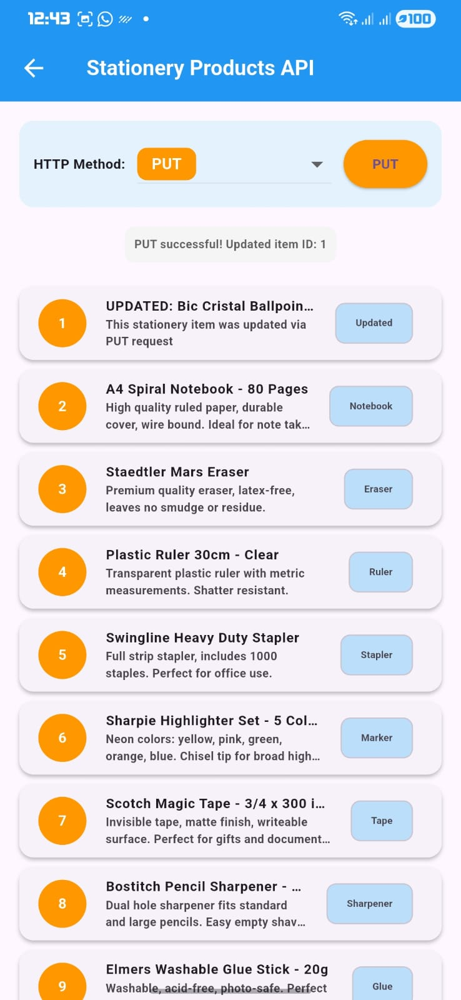 12:43
100
Stationery Products API
HTTP Method:
PUT
PUT
PUT successful! Updated item ID: 1
1
UPDATED: Bic Cristal Ballpoin...
This stationery item was updated via
PUT request
Updated
2
A4 Spiral Notebook - 80 Pages
High quality ruled paper, durable
cover, wire bound. Ideal for note tak...
Notebook
3
Staedtler Mars Eraser
Premium quality eraser, latex-free,
leaves no smudge or residue.
Eraser
4
Plastic Ruler 30cm - Clear
Transparent plastic ruler with metric
measurements. Shatter resistant.
Ruler
5
Swingline Heavy Duty Stapler
Full strip stapler, includes 1000
staples. Perfect for office use.
Stapler
6
Sharpie Highlighter Set - 5 Col...
Neon colors: yellow, pink, green,
orange, blue. Chisel tip for broad high...
Marker
7
Scotch Magic Tape - 3/4 x 300 i...
Invisible tape, matte finish, writeable
surface. Perfect for gifts and document...
Tape
8
Bostitch Pencil Sharpener - ...
Dual hole sharpener fits standard
and large pencils. Easy empty shav...
Sharpener
9
Elmers Washable Glue Stick - 20g
Washable, acid-free, photo-safe. Perfect
Glue